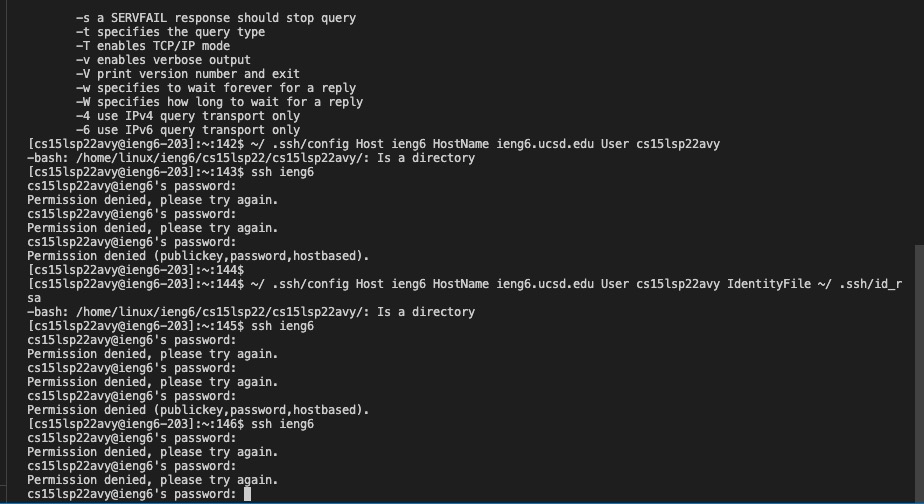 -s a SERVFAIL response should stop query
-t specifies the query type
-T enables TCP/IP mode
-v enables verbose output
-V print version number and exit
-w specifies to wait forever for a reply
-W specifies how long to wait for a reply
-4 use IPv4 query transport only
-6 use IPv6 query transport only
[cs15lsp22avy@ieng6-203]:~:142$ ~/ .ssh/config Host ieng6 HostName ieng6.ucsd.edu User cs15lsp22avy
-bash: /home/linux/ieng6/cs15lsp22/cs15lsp22avy/: Is a directory
[cs15lsp22avy@ieng6-203]:~:143$ ssh ieng6
cs15lsp22avy@ieng6's password:
Permission denied, please try again.
cs15lsp22avy@ieng6's password:
Permission denied, please try again.
cs15lsp22avy@ieng6's password:
Permission denied (publickey,password,hostbased).
[cs15lsp22avy@ieng6-203]:~:144$
[cs15lsp22avy@ieng6-203]:~:144$ ~/ .ssh/config Host ieng6 HostName ieng6.ucsd.edu User cs15lsp22avy IdentityFile ~/ .ssh/id_r
sa
-bash: /home/linux/ieng6/cs15lsp22/cs15lsp22avy/: Is a directory
[cs15lsp22avy@ieng6-203]:~:145$ ssh ieng6
cs15lsp22avy@ieng6's password:
Permission denied, please try again.
cs15lsp22avy@ieng6's password:
Permission denied, please try again.
cs15lsp22avy@ieng6's password:
Permission denied (publickey,password,hostbased).
[cs15lsp22avy@ieng6-203]:~:146$ ssh ieng6
cs15lsp22avy@ieng6's password:
Permission denied, please try again.
cs15lsp22avy@ieng6's password:
Permission denied, please try again.
cs15lsp22avy@ieng6's password: